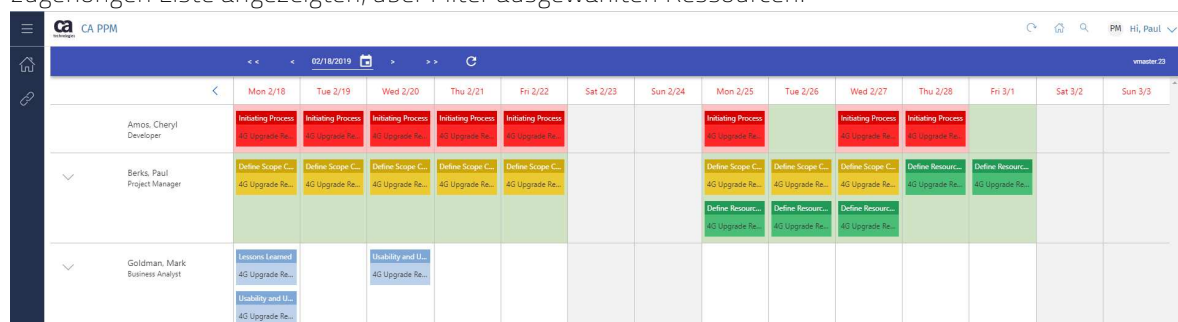 zugehörigen Liste angezeigten, über Filter ausgewählten Ressourcen.
ca technologies CA PPM PM Hi, Paul
<< < 02/18/2019 > >> vmaster.23
< Mon 2/18 Tue 2/19 Wed 2/20 Thu 2/21 Fri 2/22 Sat 2/23 Sun 2/24 Mon 2/25 Tue 2/26 Wed 2/27 Thu 2/28 Fri 3/1 Sat 3/2 Sun 3/3
Amos, Cheryl Initiating Process Initiating Process Initiating Process Initiating Process Initiating Process Initiating Process Initiating Process Initiating Process
Developer 4G Upgrade Re... 4G Upgrade Re... 4G Upgrade Re... 4G Upgrade Re... 4G Upgrade Re... 4G Upgrade Re... 4G Upgrade Re... 4G Upgrade Re...
Berks, Paul Define Scope C... Define Scope C... Define Scope C... Define Scope C... Define Scope C... Define Scope C... Define Scope C... Define Scope C... Define Resourc... Define Resourc...
Project Manager 4G Upgrade Re... 4G Upgrade Re... 4G Upgrade Re... 4G Upgrade Re... 4G Upgrade Re... 4G Upgrade Re... 4G Upgrade Re... 4G Upgrade Re... 4G Upgrade Re... 4G Upgrade Re...
Define Resourc... Define Resourc... Define Resourc...
4G Upgrade Re... 4G Upgrade Re... 4G Upgrade Re...
Goldman, Mark Lessons Learned Usability and U...
Business Analyst 4G Upgrade Re... 4G Upgrade Re...
Usability and U...
4G Upgrade Re...